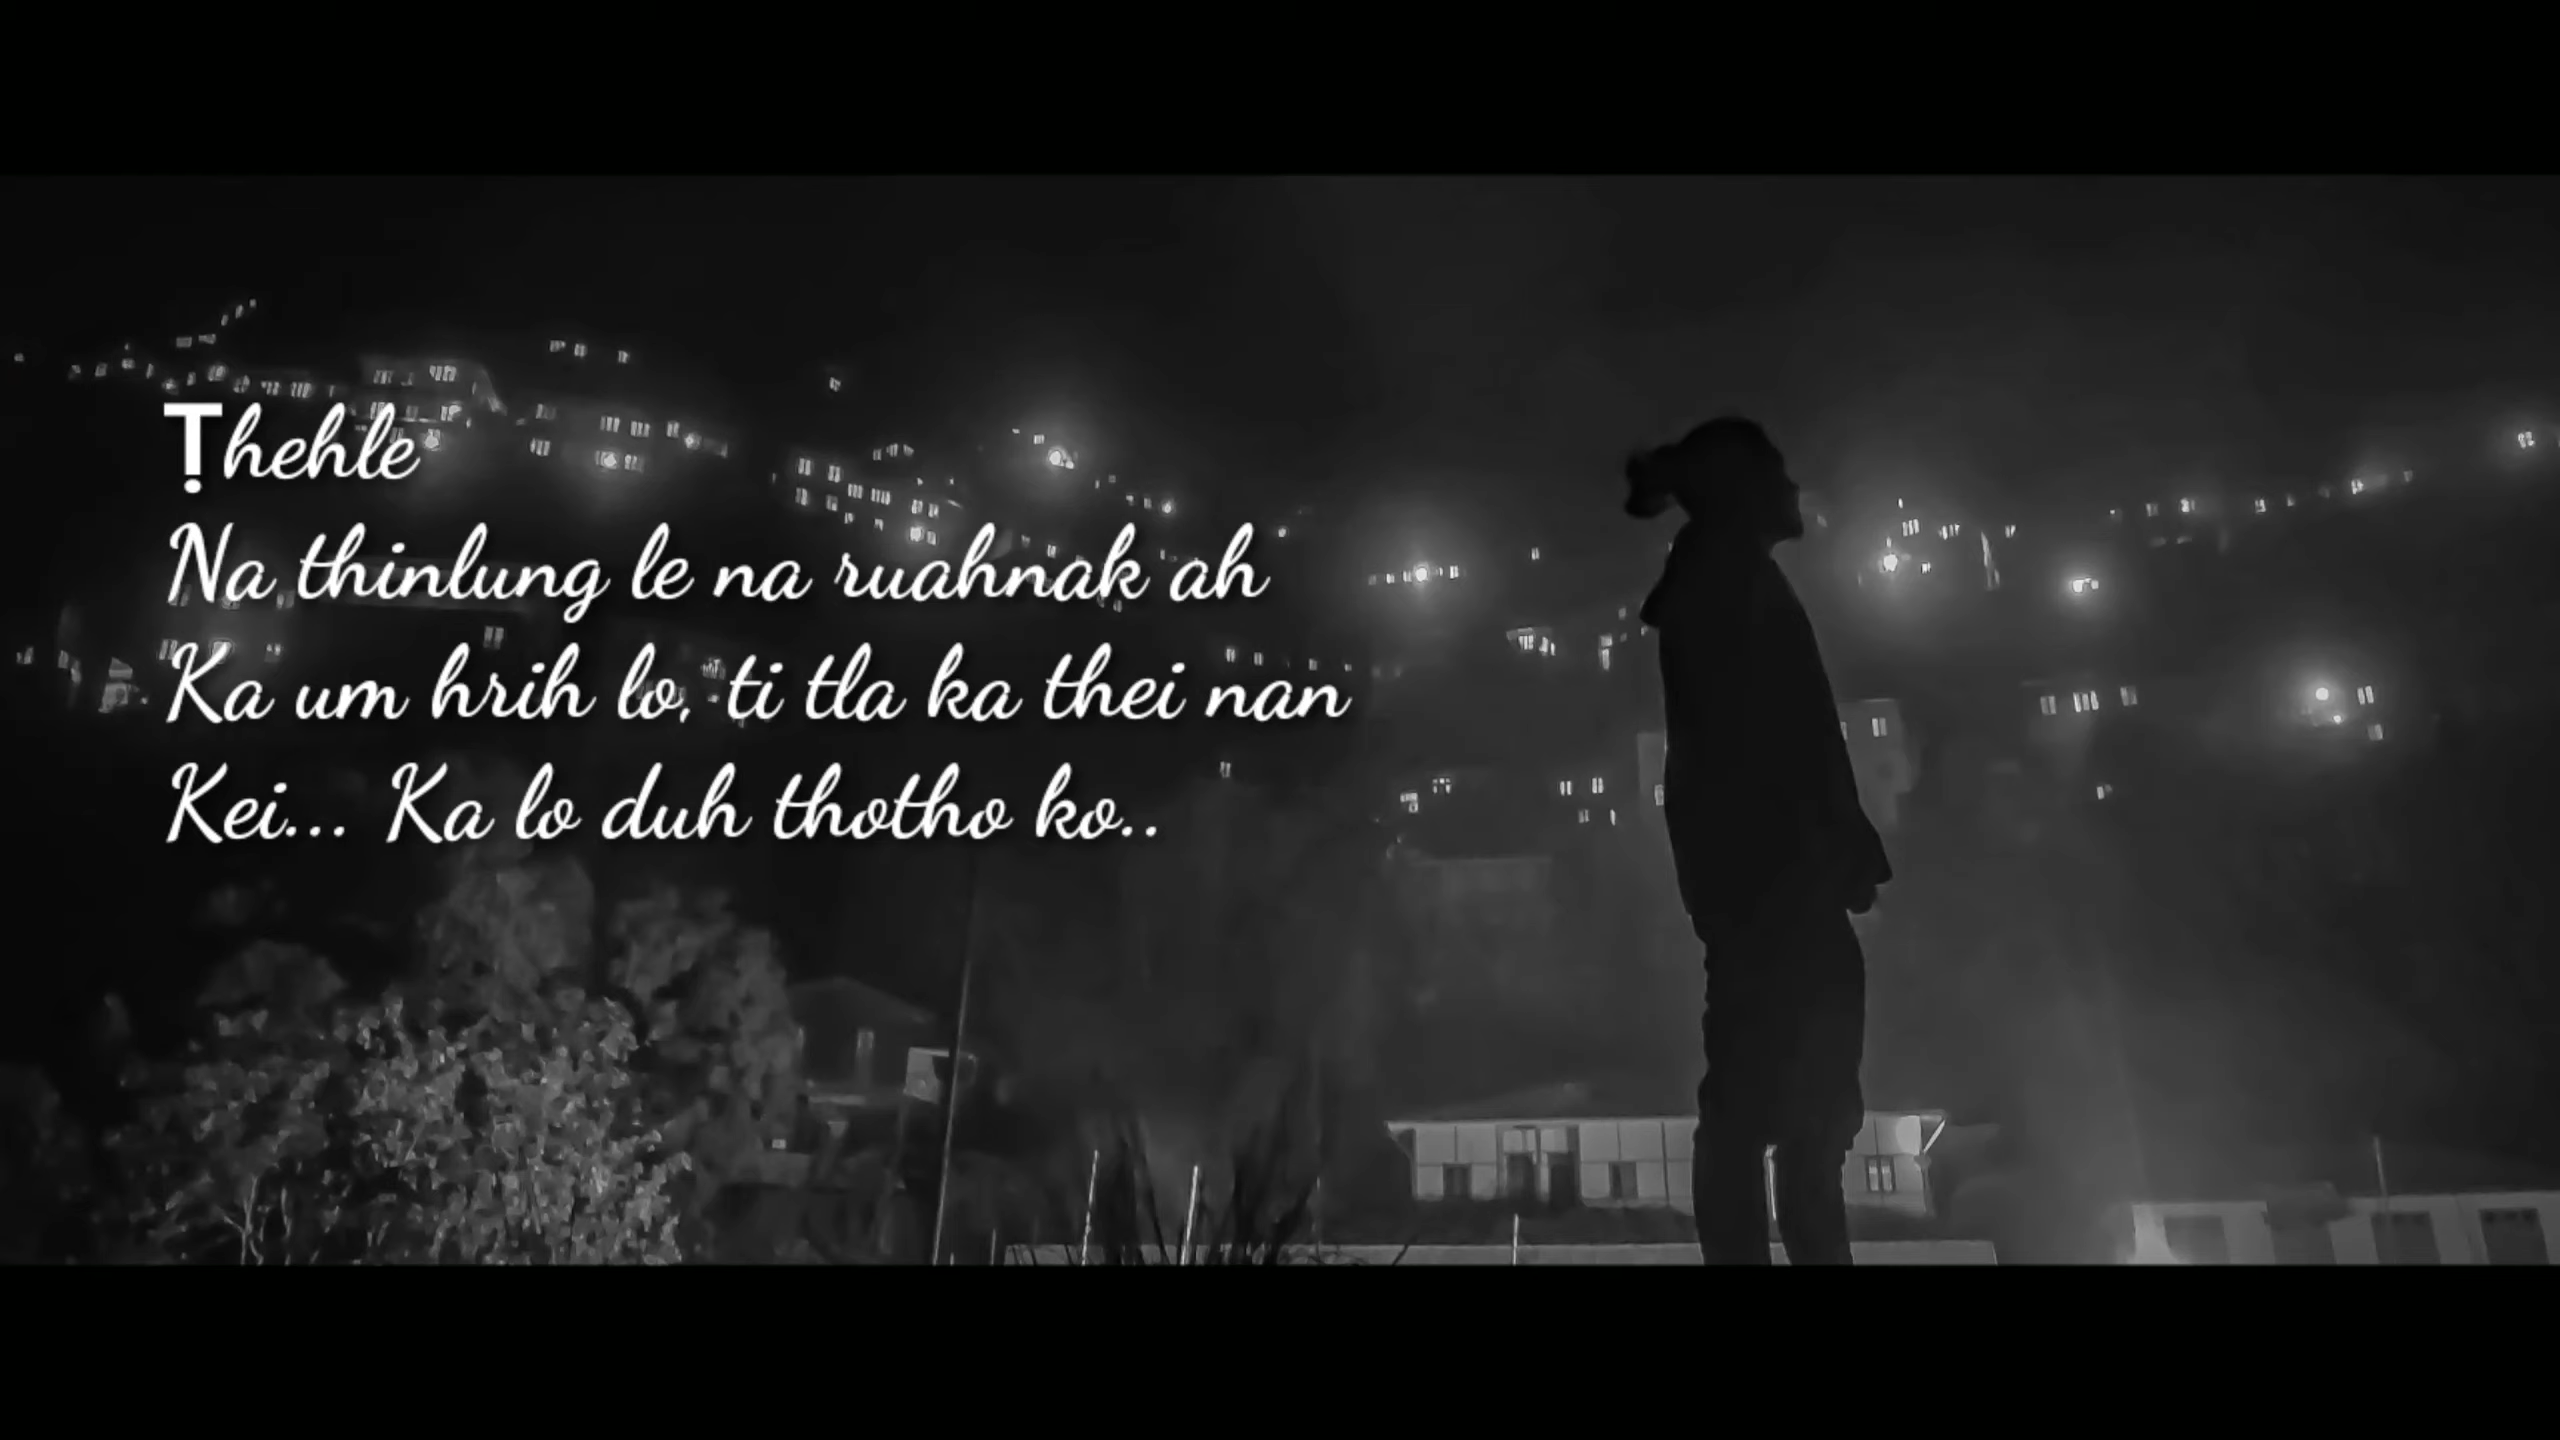 Ṭhehle
Na thinlung le na ruahnak ah
Ka um hrih lo, ti tla ka thei nan
Kei... Ka lo duh thotho ko..